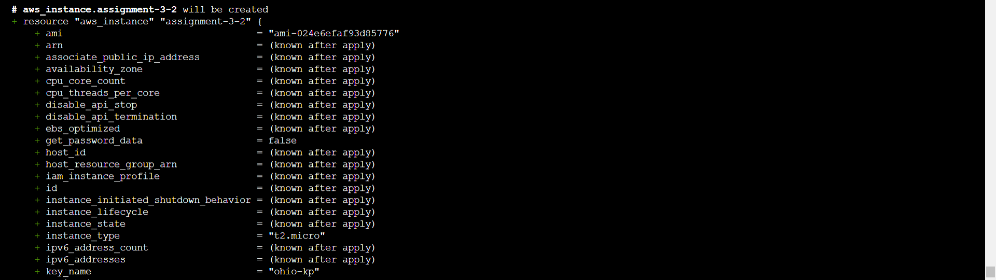 # aws_instance.assignment-3-2 will be created
+ resource "aws_instance" "assignment-3-2" {
+ ami = "ami-024e6efaf93d85776"
+ arn = (known after apply)
+ associate_public_ip_address = (known after apply)
+ availability_zone = (known after apply)
+ cpu_core_count = (known after apply)
+ cpu_threads_per_core = (known after apply)
+ disable_api_stop = (known after apply)
+ disable_api_termination = (known after apply)
+ ebs_optimized = (known after apply)
+ get_password_data = false
+ host_id = (known after apply)
+ host_resource_group_arn = (known after apply)
+ iam_instance_profile = (known after apply)
+ id = (known after apply)
+ instance_initiated_shutdown_behavior = (known after apply)
+ instance_lifecycle = (known after apply)
+ instance_state = (known after apply)
+ instance_type = "t2.micro"
+ ipv6_address_count = (known after apply)
+ ipv6_addresses = (known after apply)
+ key_name = "ohio-kp"